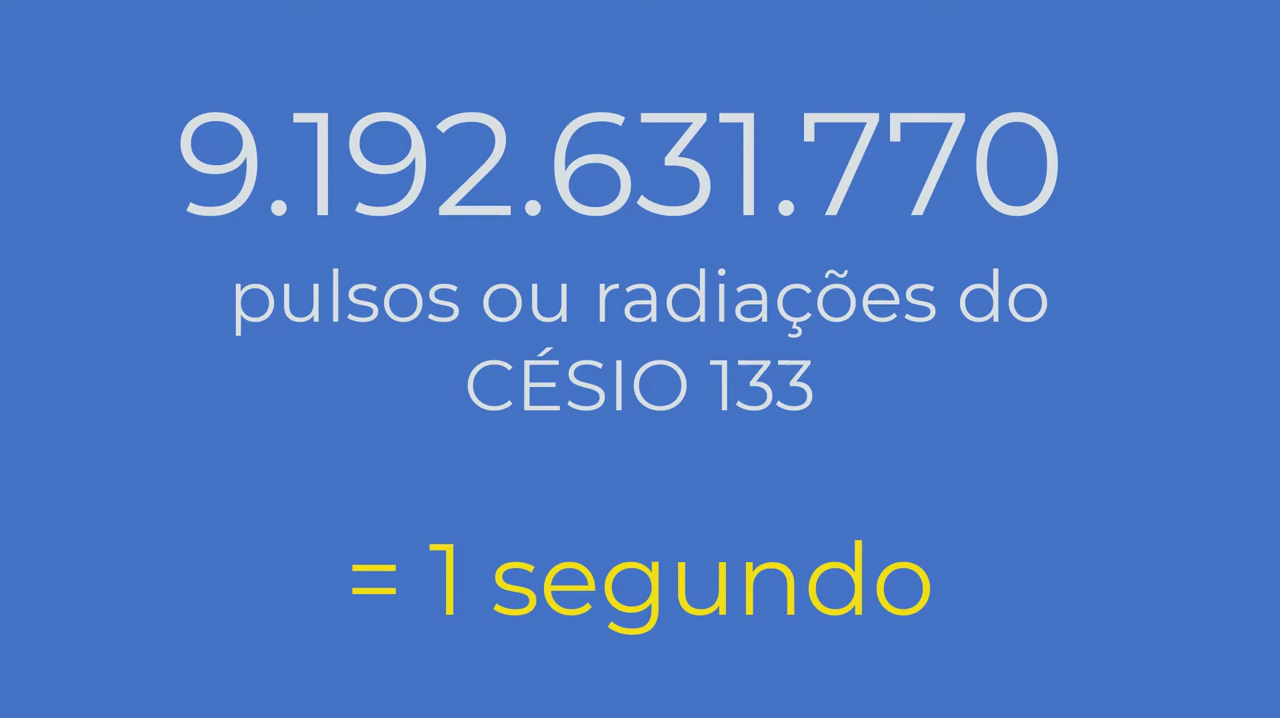 9.192.631.770
pulsos ou radiações do
CÉSIO 133
= 1 segundo